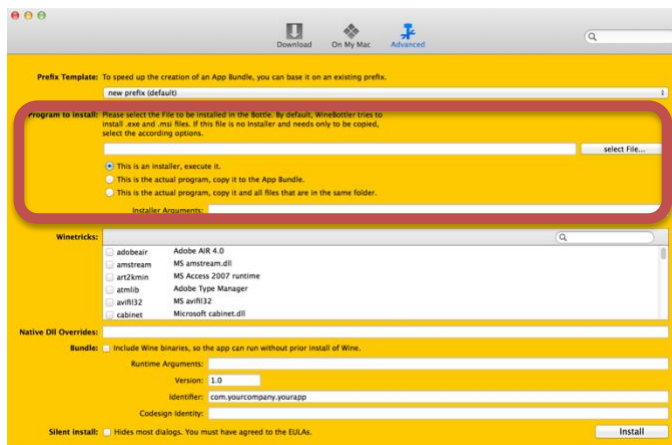 Download On My Mac Advanced
Prefix Template: To speed up the creation of an App Bundle, you can base it on an existing prefix.
new prefix (default)
Program to install: Please select the File to be installed in the Bottle. By default, WineBottler tries to
install .exe and .msi files. If this file is no Installer and needs only to be copied,
select the according options.
select File...
This is an installer, execute it.
This is the actual program, copy it to the App Bundle.
This is the actual program, copy it and all files that are in the same folder.
Installer Arguments:
Winetricks:
adobeair Adobe AIR 4.0
amstream MS amstream.dll
art2kmin MS Access 2007 runtime
atmlib Adobe Type Manager
avifil32 MS avifil32
cabinet Microsoft cabinet.dll
Native Dll Overrides:
Bundle: Include Wine binaries, so the app can run without prior install of Wine.
Runtime Arguments:
Version: 1.0
Identifier: com.yourcompany.yourapp
Codesign Identity:
Silent install: Hides most dialogs. You must have agreed to the EULAs.
Install